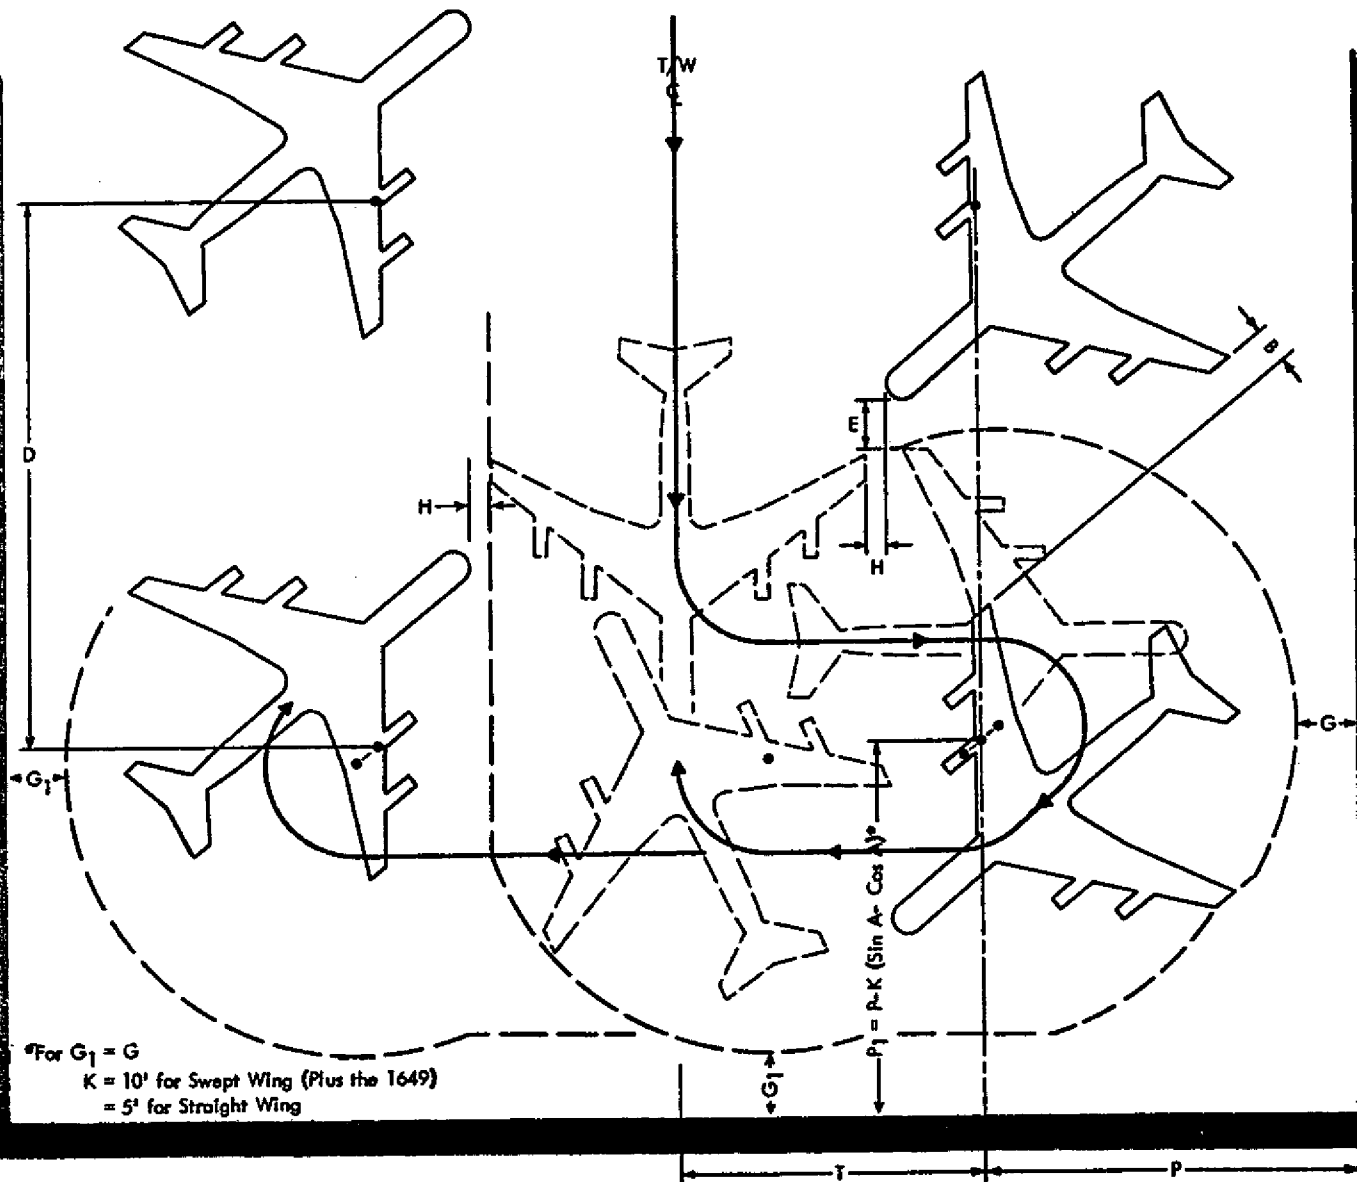 T/W
℄
B
E
D
H
H
G
G1
P1 = P-K (Sin A- Cos A)*
*For G1 = G
K = 10' for Swept Wing (Plus the 1649)
= 5' for Straight Wing
G1
T
P